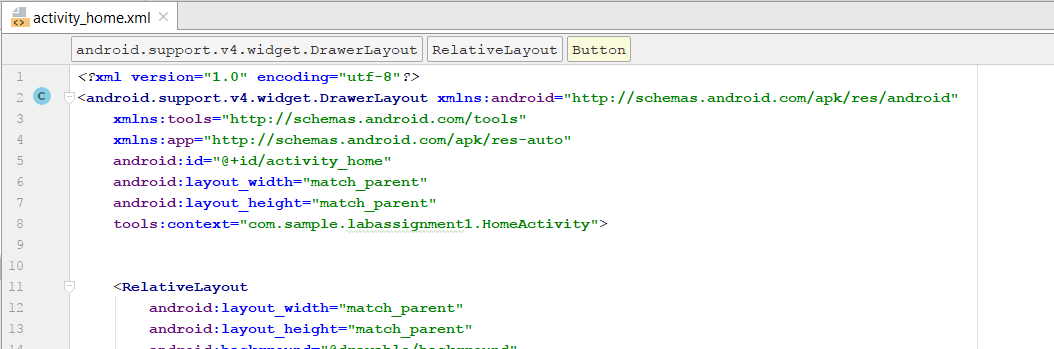 activity_home.xml
android.support.v4.widget.DrawerLayout RelativeLayout Button
1 <?xml version="1.0" encoding="utf-8"?>
2 C <android.support.v4.widget.DrawerLayout xmlns:android="http://schemas.android.com/apk/res/android"
3 xmlns:tools="http://schemas.android.com/tools"
4 xmlns:app="http://schemas.android.com/apk/res-auto"
5 android:id="@+id/activity_home"
6 android:layout_width="match_parent"
7 android:layout_height="match_parent"
8 tools:context="com.sample.labassignment1.HomeActivity">
9
10
11 <RelativeLayout
12 android:layout_width="match_parent"
13 android:layout_height="match_parent"
14 android:background="@drawable/background"